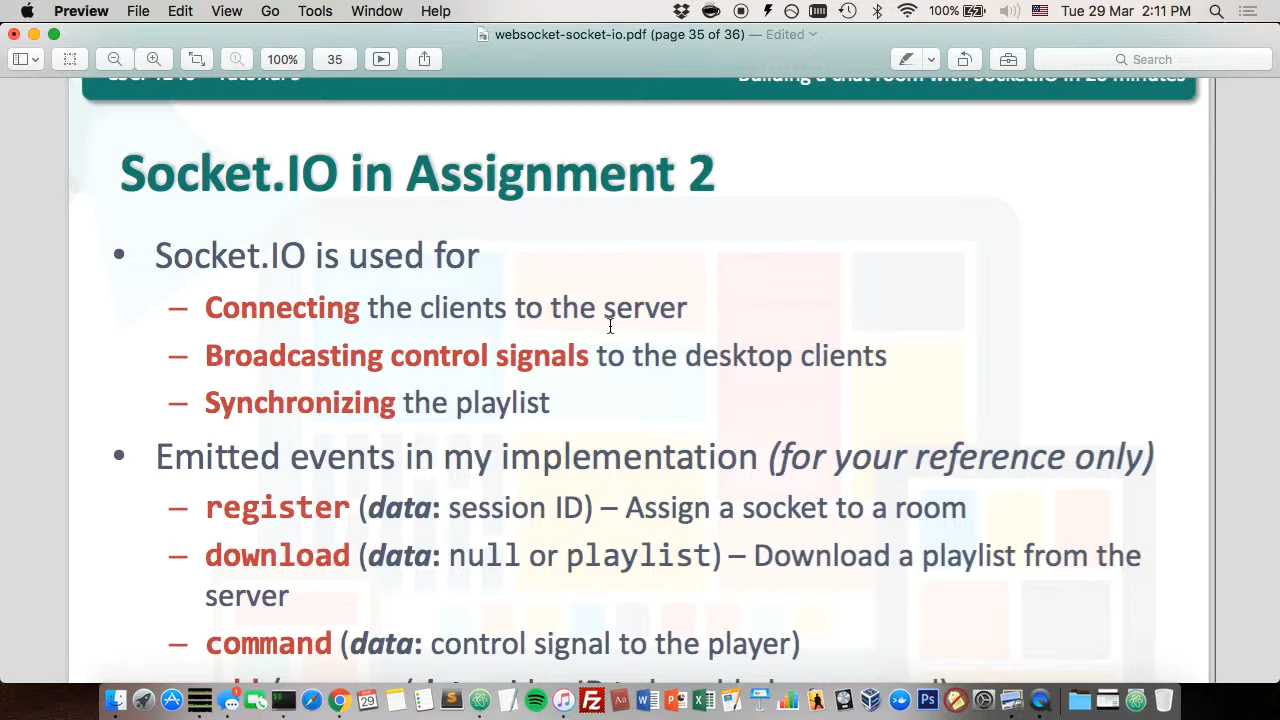 Preview File Edit View Go Tools Window Help 100% Tue 29 Mar 2:11 PM
websocket-socket-io.pdf (page 35 of 36) — Edited
100% 35 Search
Building a chat room with Socket.IO in 25 minutes
Socket.IO in Assignment 2
• Socket.IO is used for
– Connecting the clients to the server
– Broadcasting control signals to the desktop clients
– Synchronizing the playlist
• Emitted events in my implementation (for your reference only)
– register (data: session ID) – Assign a socket to a room
– download (data: null or playlist) – Download a playlist from the
server
– command (data: control signal to the player)